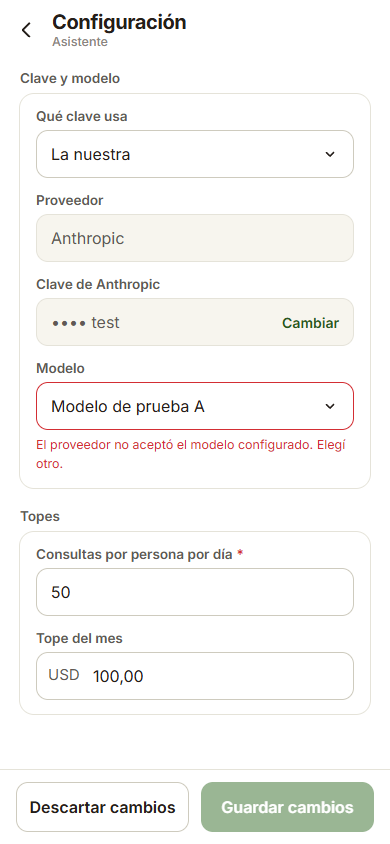 Configuración
Asistente
Clave y modelo
Qué clave usa
La nuestra
Proveedor
Anthropic
Clave de Anthropic
•••• test
Cambiar
Modelo
Modelo de prueba A
El proveedor no aceptó el modelo configurado. Elegí
otro.
Topes
Consultas por persona por día *
50
Tope del mes
USD 100,00
Descartar cambios
Guardar cambios